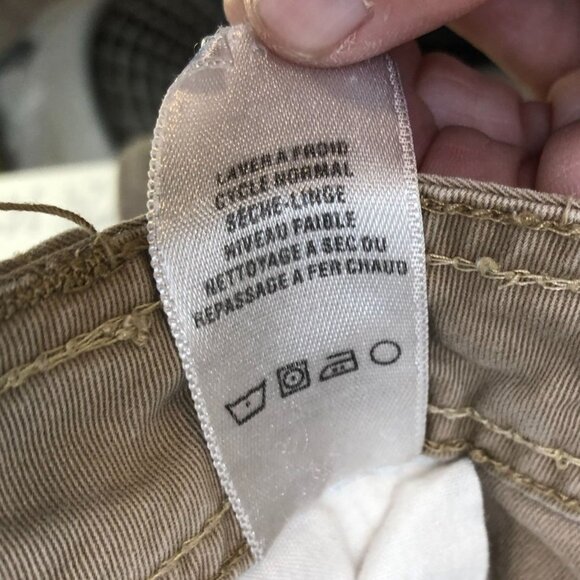 LAVER A FROID
CYCLE NORMAL
SECHE-LINGE
NIVEAU FAIBLE
NETTOYAGE A SEC OU
REPASSAGE A FER CHAUD